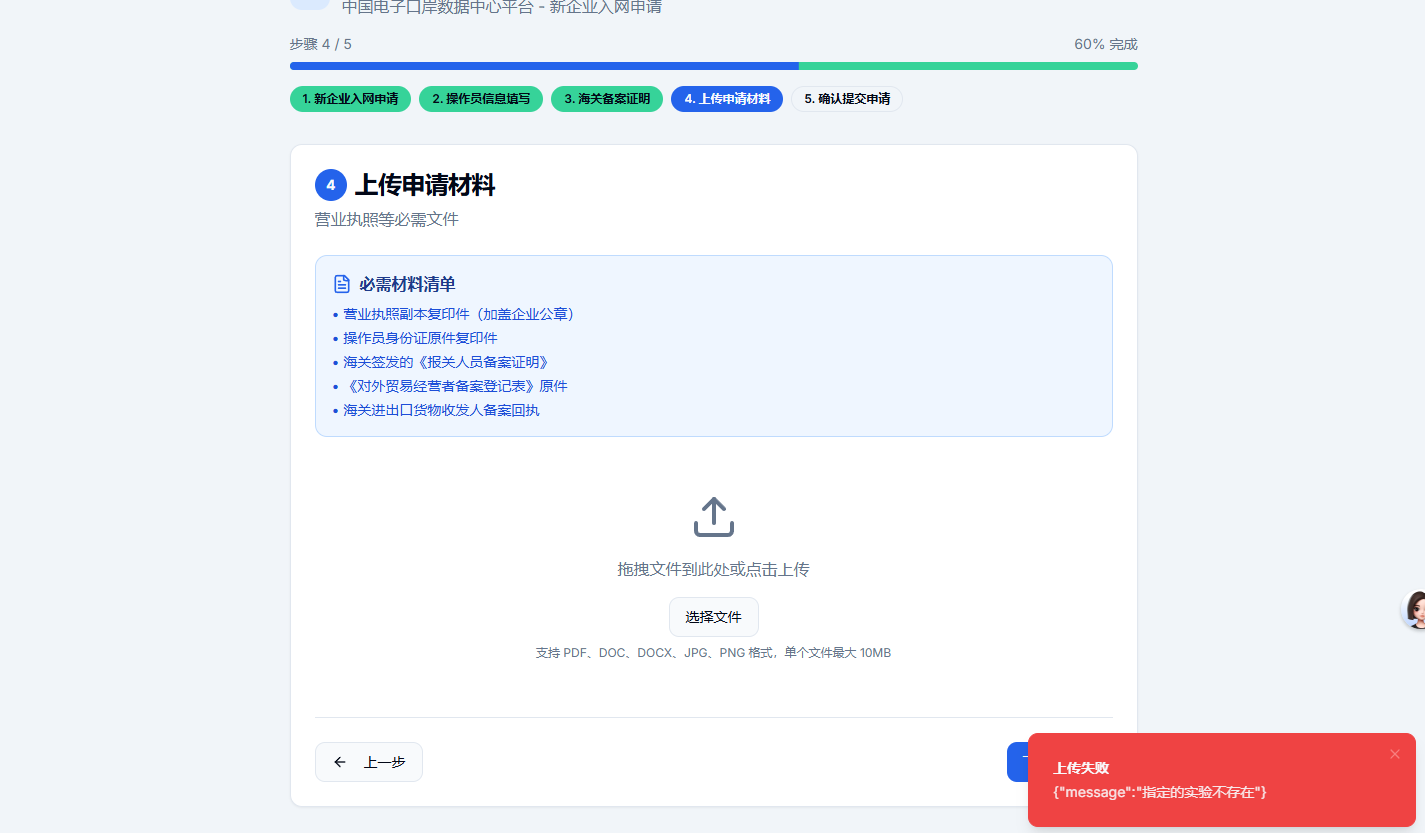 中国电子口岸数据中心平台 - 新企业入网申请
步骤 4 / 5
60% 完成
1. 新企业入网申请
2. 操作员信息填写
3. 海关备案证明
4. 上传申请材料
5. 确认提交申请
4 上传申请材料
营业执照等必需文件
必需材料清单
• 营业执照副本复印件（加盖企业公章）
• 操作员身份证原件复印件
• 海关签发的《报关人员备案证明》
• 《对外贸易经营者备案登记表》原件
• 海关进出口货物收发人备案回执
拖拽文件到此处或点击上传
选择文件
支持 PDF、DOC、DOCX、JPG、PNG 格式，单个文件最大 10MB
上一步
上传失败
{"message":"指定的实验不存在"}